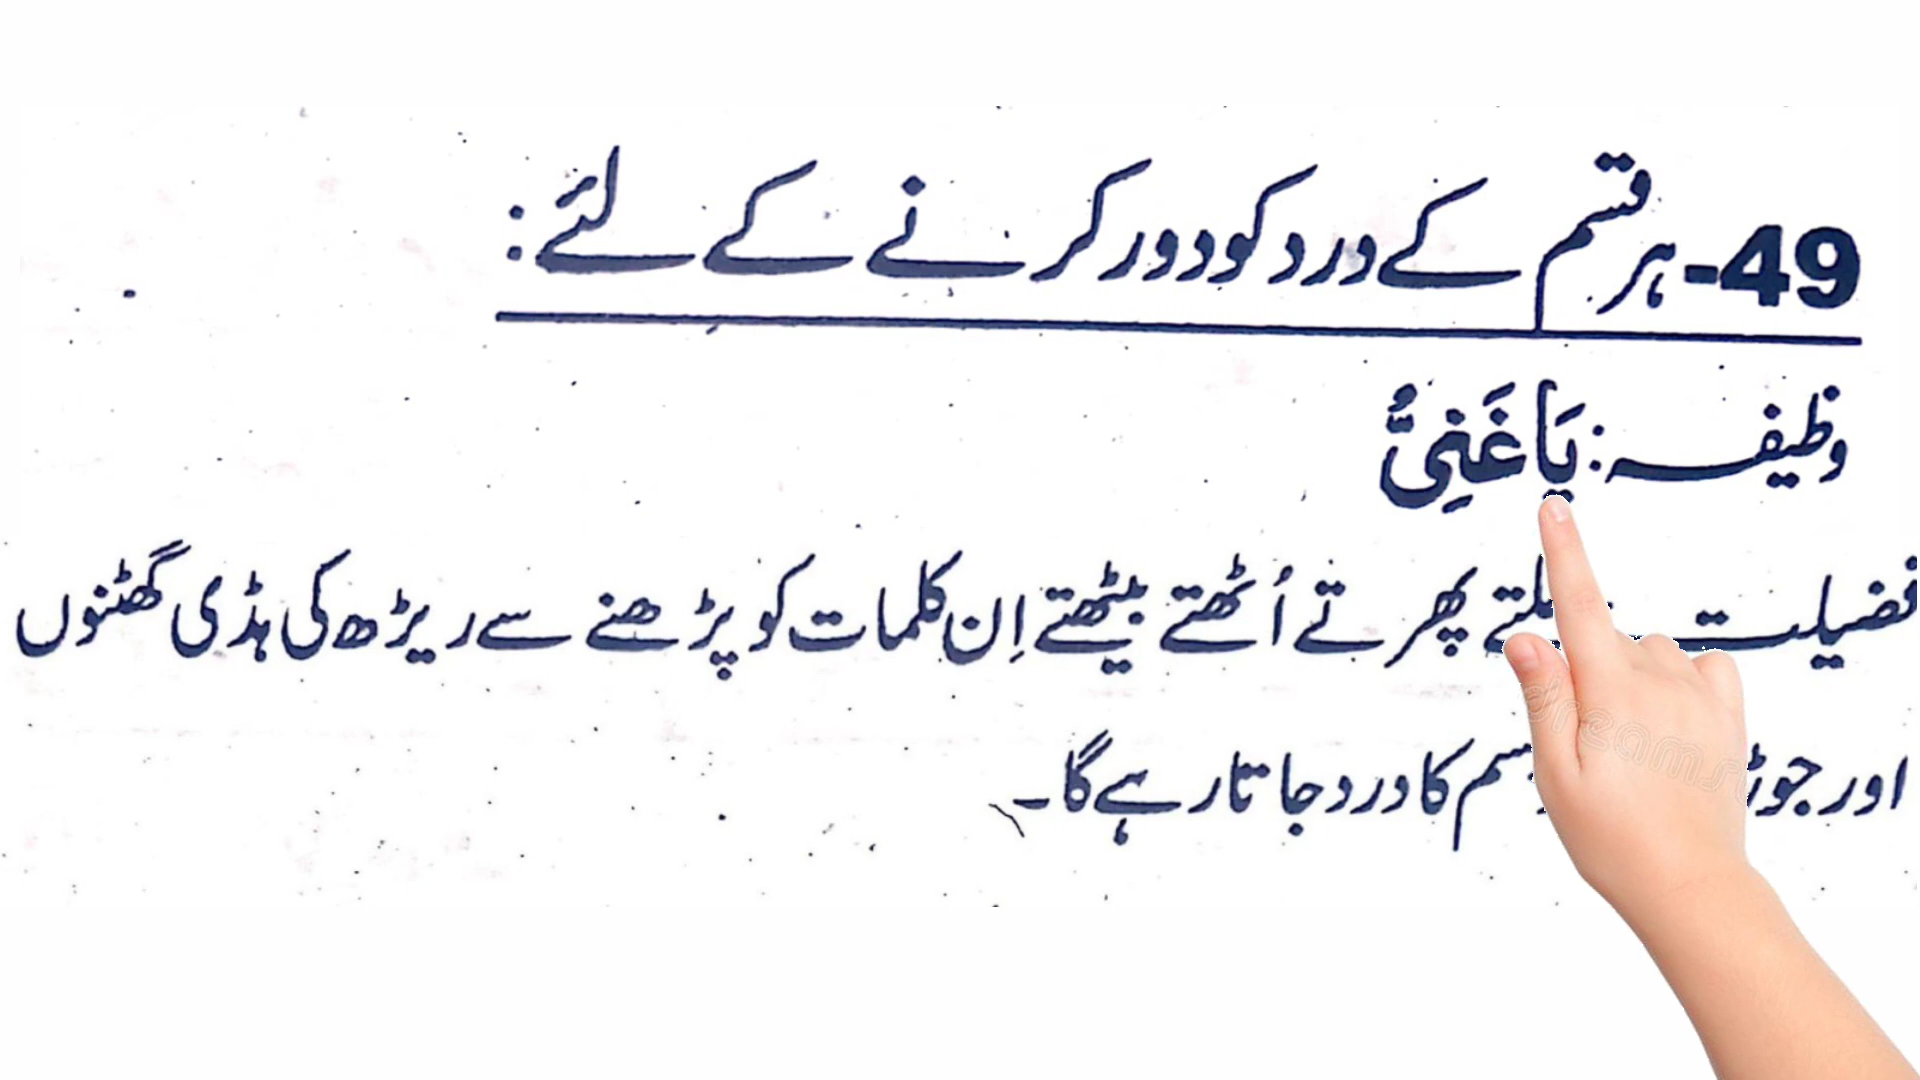 49- ہر قسم کے درد کو دور کرنے کے لئے:
وظیفہ: یَا غَنِیُّ
فضیلت پھرتے اُٹھتے بیٹھتے اِن کلمات کو پڑھنے سے ریڑھ کی ہڈی گھٹنوں
اور کا درد جاتا رہے گا۔
dreams